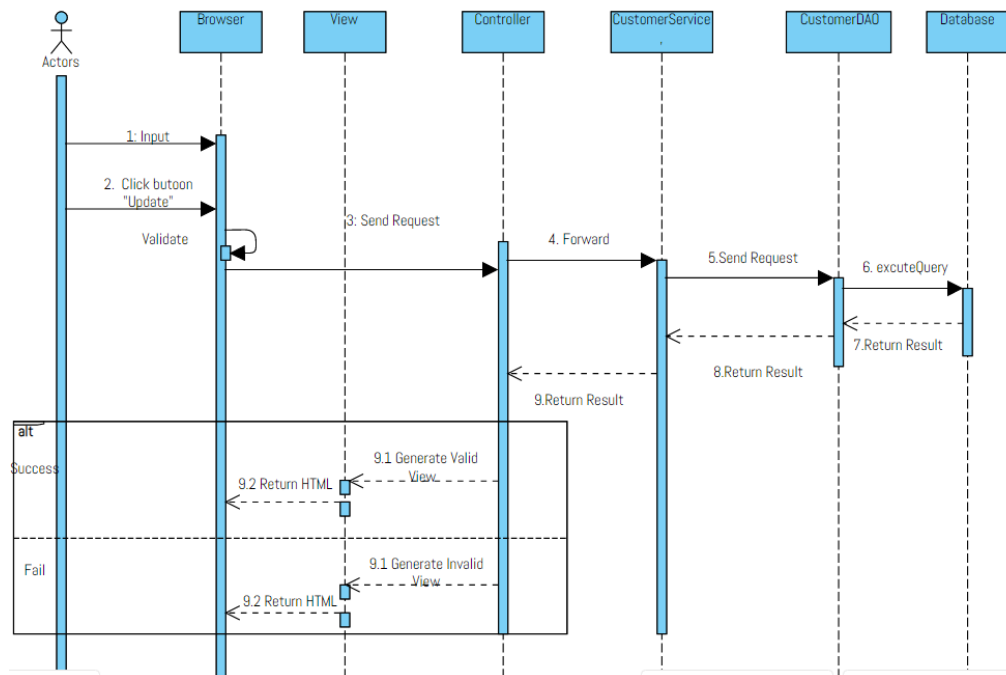 Actors
Browser
View
Controller
CustomerService
,
CustomerDAO
Database
1: Input
2. Click butoon
"Update"
Validate
3: Send Request
4. Forward
5.Send Request
6. excuteQuery
7.Return Result
8.Return Result
9.Return Result
alt
Success
9.1 Generate Valid
View
9.2 Return HTML
Fail
9.1 Generate Invalid
View
9.2 Return HTML